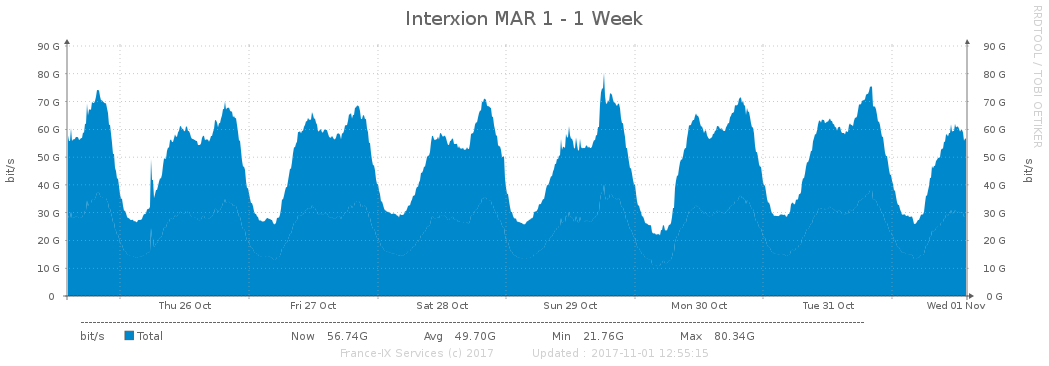 Interxion MAR 1 - 1 Week
RRDTOOL / TOBI OETIKER
90 G 90 G
80 G 80 G
70 G 70 G
60 G 60 G
50 G 50 G
40 G 40 G
30 G 30 G
20 G 20 G
10 G 10 G
0 0 G
bit/s bit/s
Thu 26 Oct Fri 27 Oct Sat 28 Oct Sun 29 Oct Mon 30 Oct Tue 31 Oct Wed 01 Nov
bit/s Total Now 56.74G Avg 49.70G Min 21.76G Max 80.34G
France-IX Services (c) 2017 Updated : 2017-11-01 12:55:15